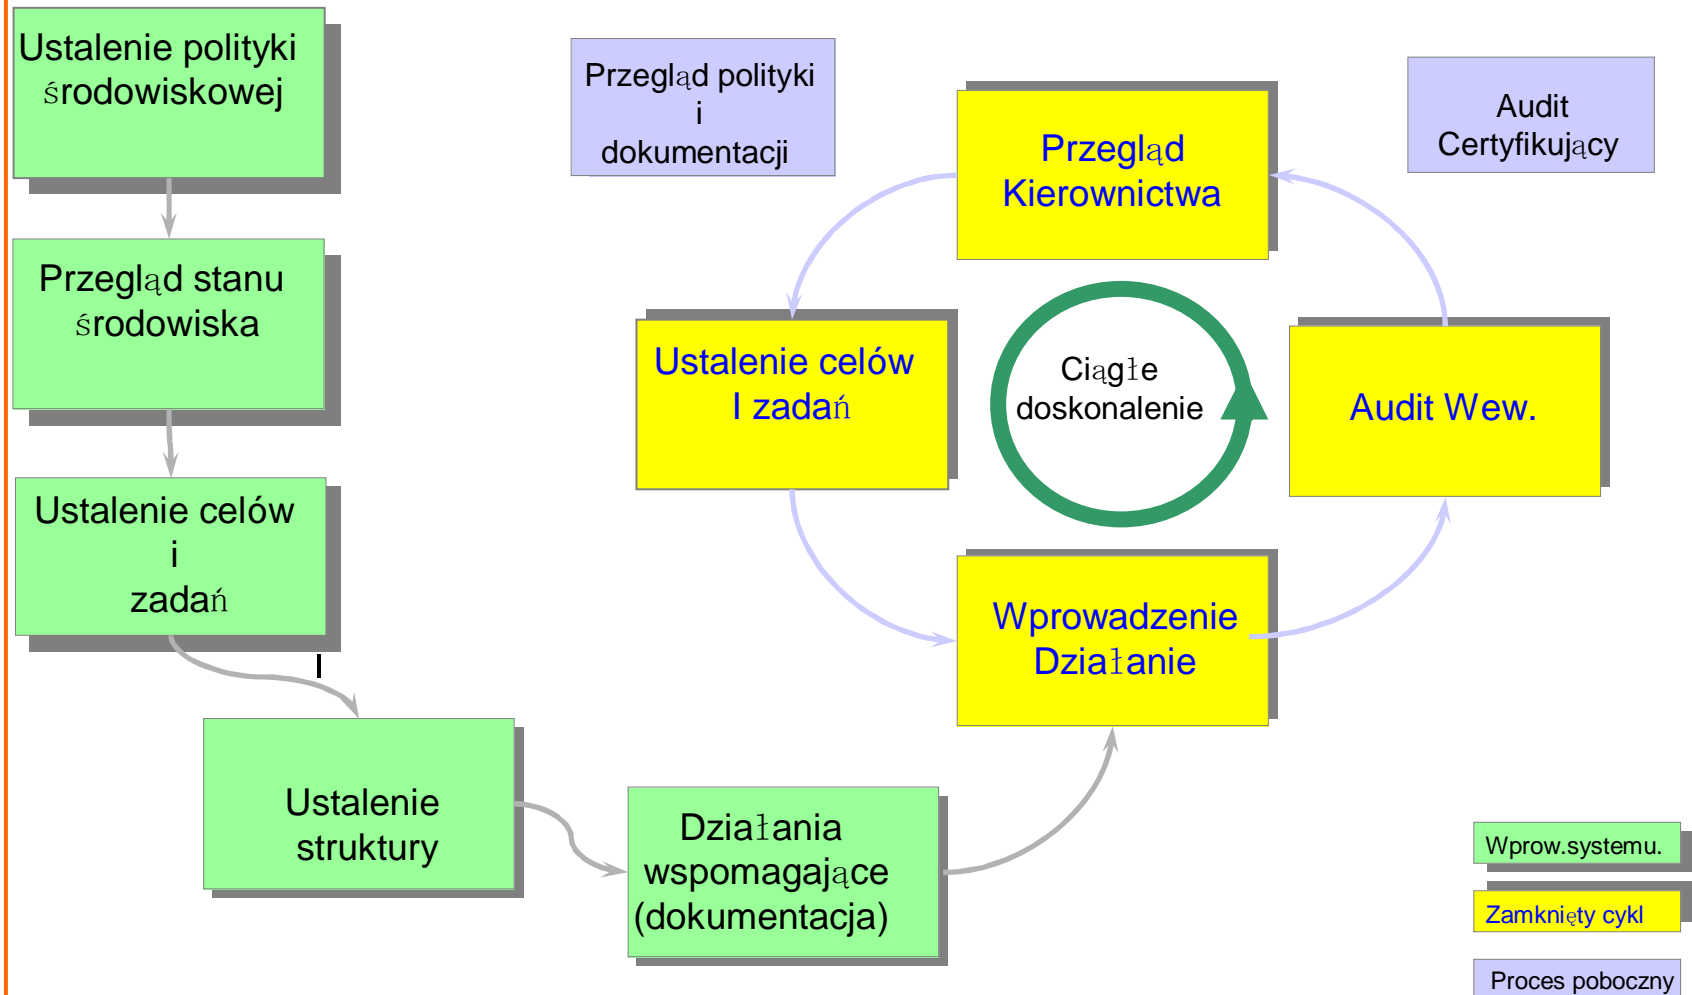 Ustalenie polityki
środowiskowej
Przegląd stanu
środowiska
Ustalenie celów
i
zadań
I
Ustalenie
struktury
Działania
wspomagające
(dokumentacja)
Przegląd polityki
i
dokumentacji
Przegląd
Kierownictwa
Audit
Certyfikujący
Ustalenie celów
I zadań
Ciągłe
doskonalenie
Audit Wew.
Wprowadzenie
Działanie
Wprow.systemu.
Zamknięty cykl
Proces poboczny